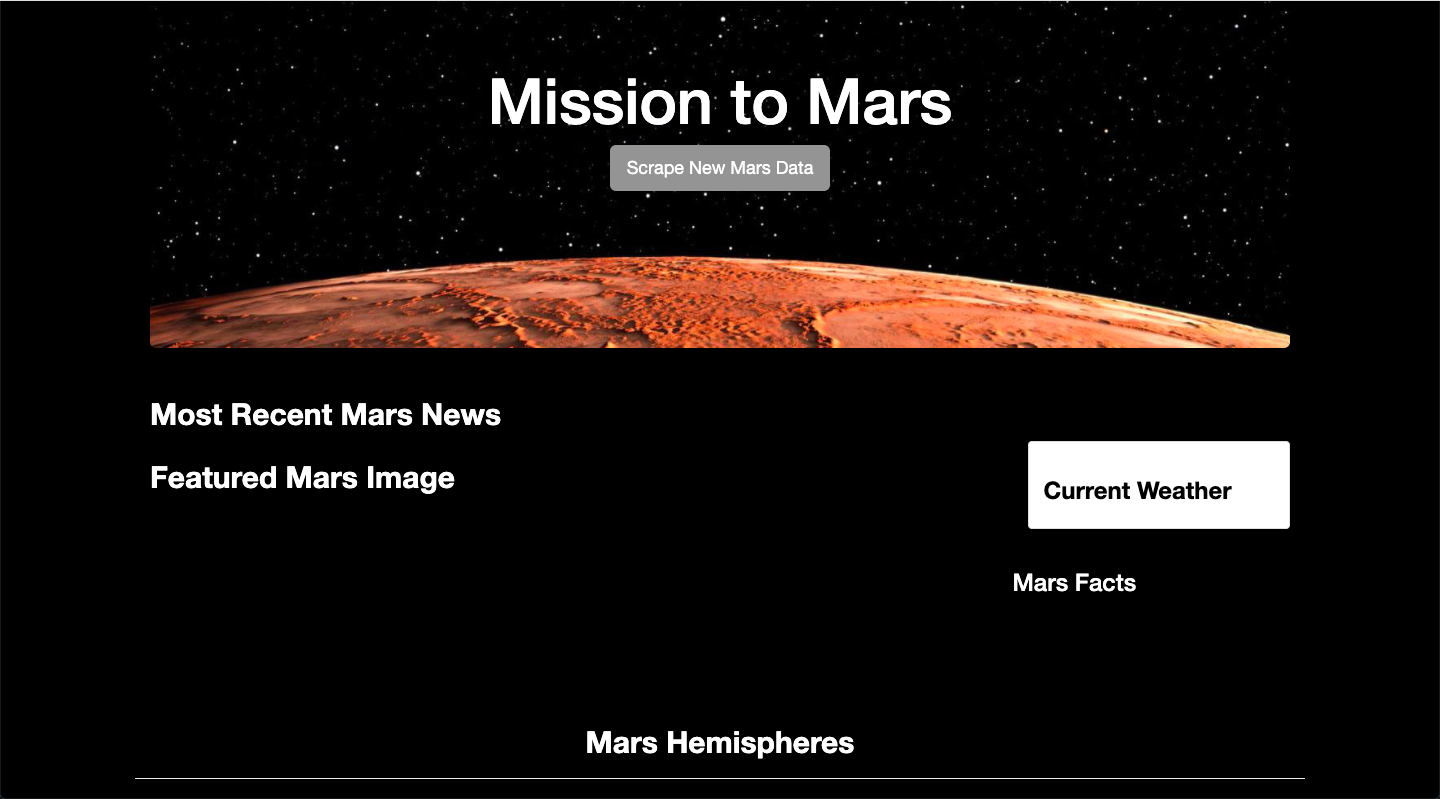 Mission to Mars
Scrape New Mars Data
Most Recent Mars News
Featured Mars Image
Current Weather
Mars Facts
Mars Hemispheres